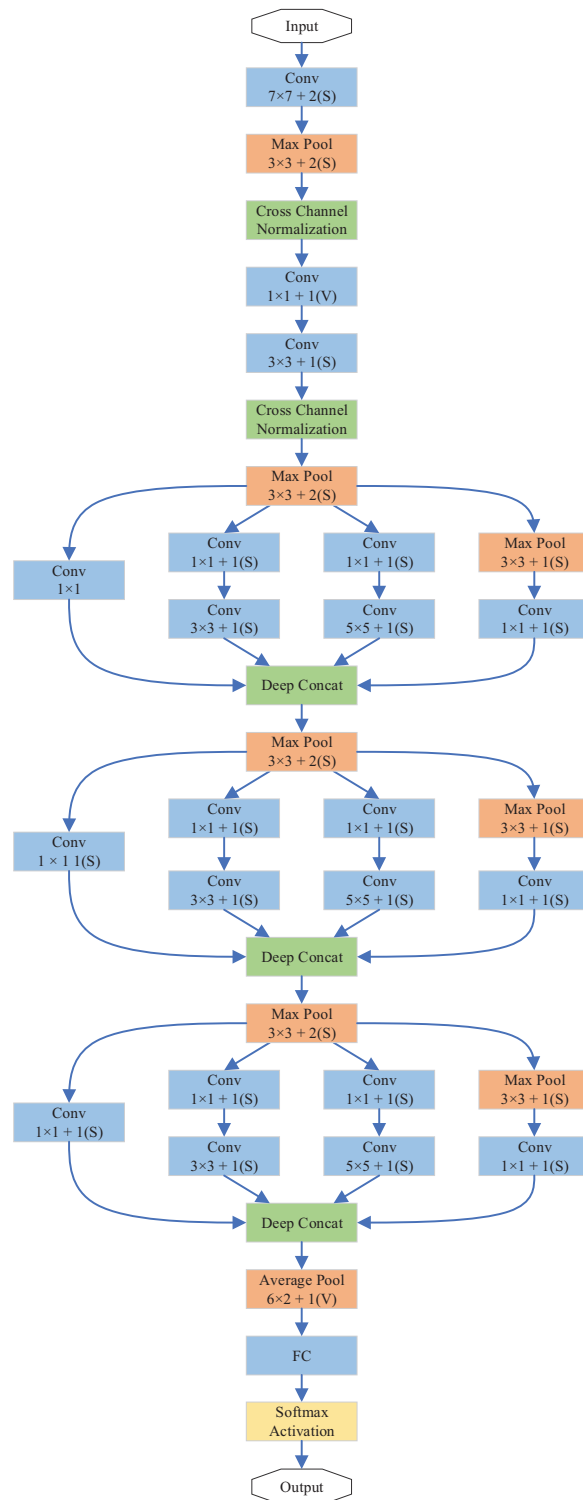 Input
Conv
7×7 + 2(S)
Max Pool
3×3 + 2(S)
Cross Channel
Normalization
Conv
1×1 + 1(V)
Conv
3×3 + 1(S)
Cross Channel
Normalization
Max Pool
3×3 + 2(S)
Conv
1×1
Conv
1×1 + 1(S)
Conv
3×3 + 1(S)
Conv
1×1 + 1(S)
Conv
5×5 + 1(S)
Max Pool
3×3 + 1(S)
Conv
1×1 + 1(S)
Deep Concat
Max Pool
3×3 + 2(S)
Conv
1 × 1 1(S)
Conv
1×1 + 1(S)
Conv
3×3 + 1(S)
Conv
1×1 + 1(S)
Conv
5×5 + 1(S)
Max Pool
3×3 + 1(S)
Conv
1×1 + 1(S)
Deep Concat
Max Pool
3×3 + 2(S)
Conv
1×1 + 1(S)
Conv
1×1 + 1(S)
Conv
3×3 + 1(S)
Conv
1×1 + 1(S)
Conv
5×5 + 1(S)
Max Pool
3×3 + 1(S)
Conv
1×1 + 1(S)
Deep Concat
Average Pool
6×2 + 1(V)
FC
Softmax
Activation
Output